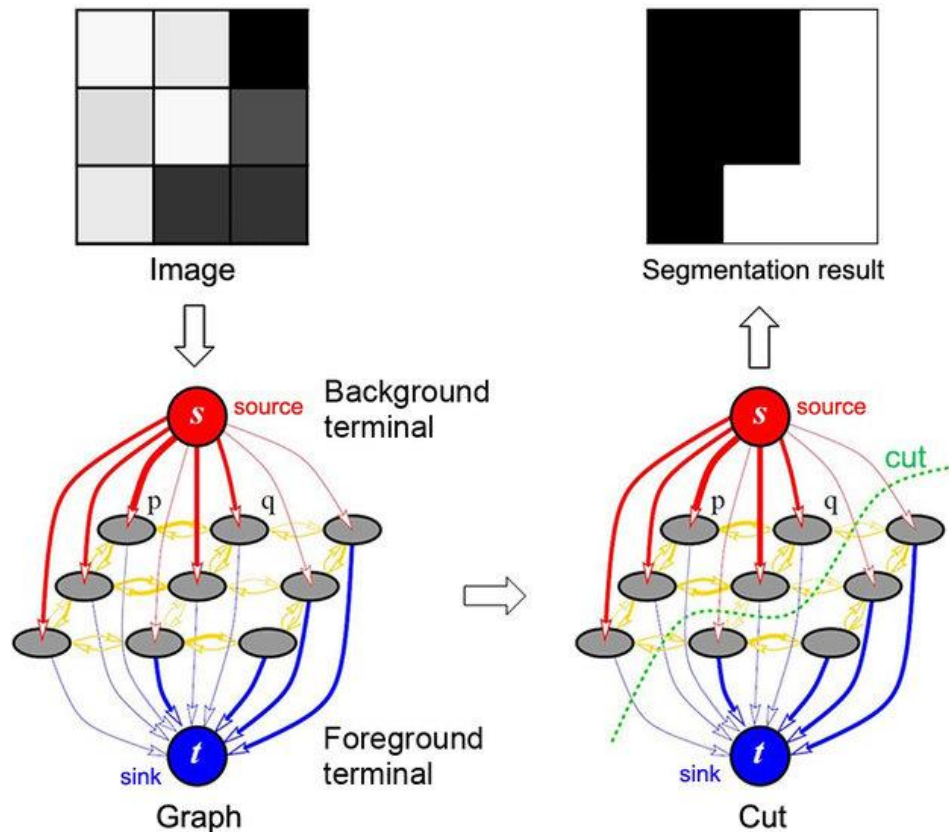 Image
Segmentation result
s
source
Background
terminal
p
q
t
sink
Foreground
terminal
Graph
s
source
cut
p
q
t
sink
Cut